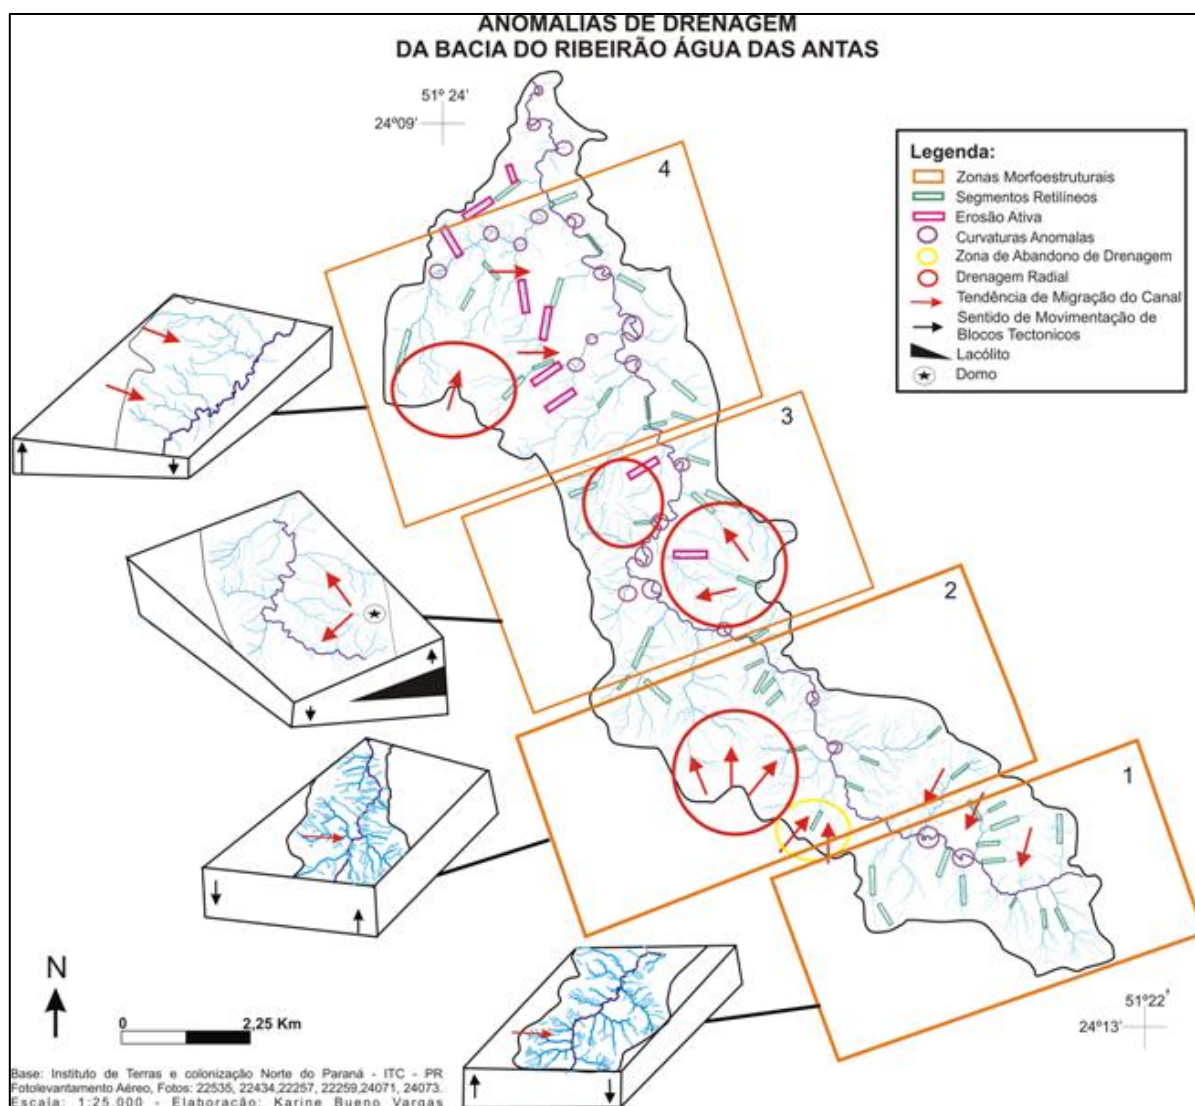 ANOMALIAS DE DRENAGEM
DA BACIA DO RIBEIRÃO ÁGUA DAS ANTAS
51º 24'
24º09'
Legenda:
Zonas Morfoestruturais
Segmentos Retilíneos
Erosão Ativa
Curvaturas Anomalas
Zona de Abandono de Drenagem
Drenagem Radial
Tendência de Migração do Canal
Sentido de Movimentação de
Blocos Tectonicos
Lacólito
Domo
4
3
2
1
N
0 2,25 Km
51º22'
24º13'
Base: Instituto de Terras e colonização Norte do Paraná - ITC - PR
Fotolevantamento Aéreo, Fotos: 22535, 22434,22257, 22259,24071, 24073.
Escala: 1:25.000 - Elaboração: Karine Bueno Vargas